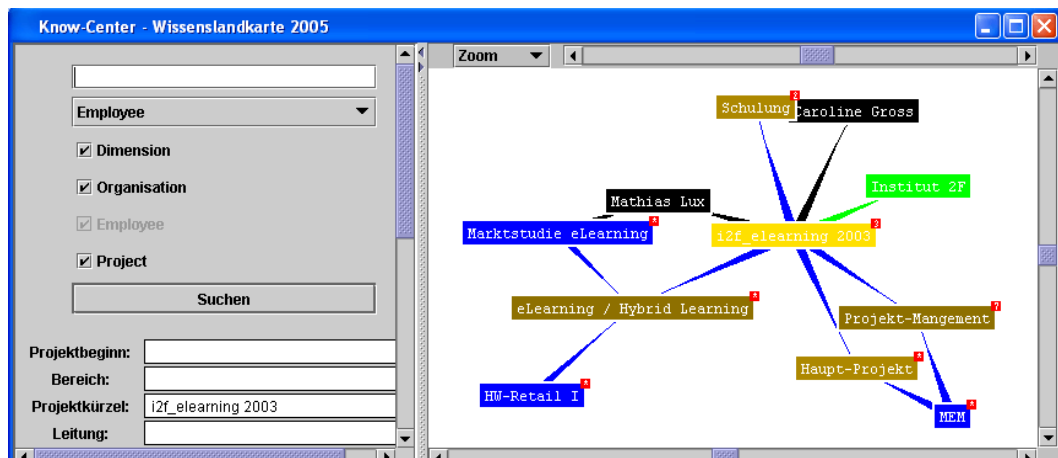 Know-Center - Wissenslandkarte 2005
Employee
Dimension
Organisation
Employee
Project
Suchen
Projektbeginn:
Bereich:
Projektkürzel: i2f_elearning 2003
Leitung:
Zoom
Schulung 2
Caroline Gross
Institut 2F
Mathias Lux
Marktstudie eLearning *
i2f_elearning 2003
eLearning / Hybrid Learning *
Projekt-Mangement 7
Haupt-Projekt *
HW-Retail I *
MEM *